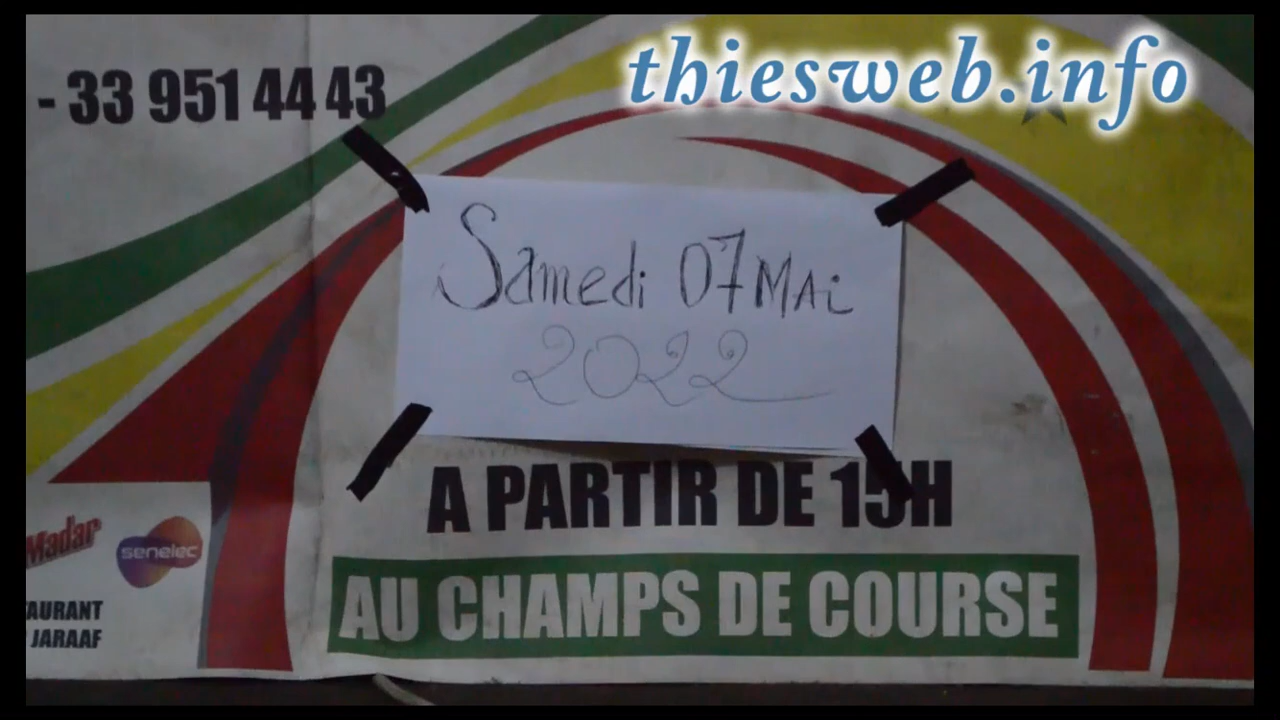 thiesweb.info
- 33 951 44 43
Samedi 07 MAi
2022
A PARTIR DE 15H
AU CHAMPS DE COURSE
Madar
senelec
TAURANT
JARAAF